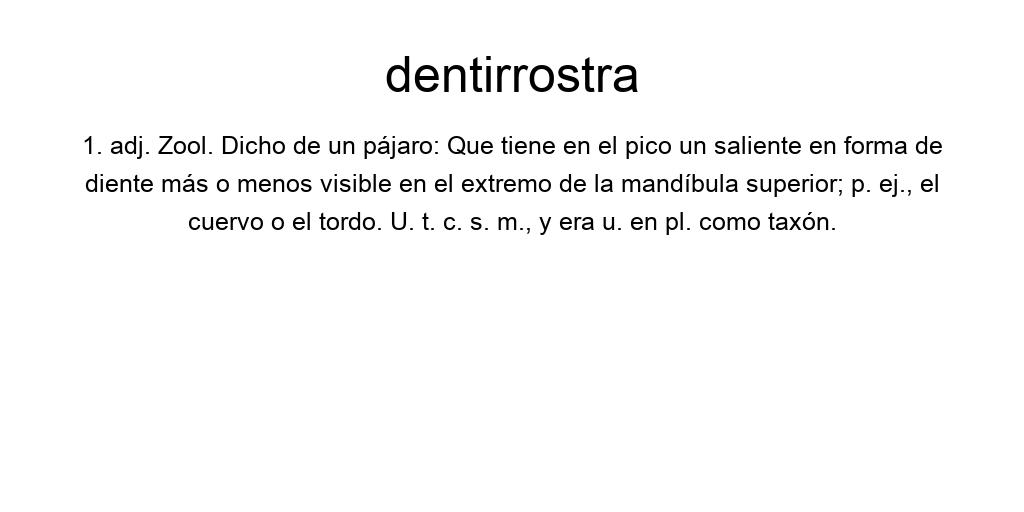 dentirrostra
1. adj. Zool. Dicho de un pájaro: Que tiene en el pico un saliente en forma de
diente más o menos visible en el extremo de la mandíbula superior; p. ej., el
cuervo o el tordo. U. t. c. s. m., y era u. en pl. como taxón.